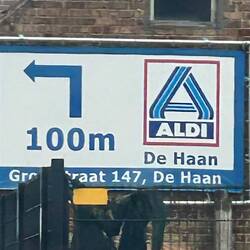 ALDI
100m
De Haan
147, De Haan